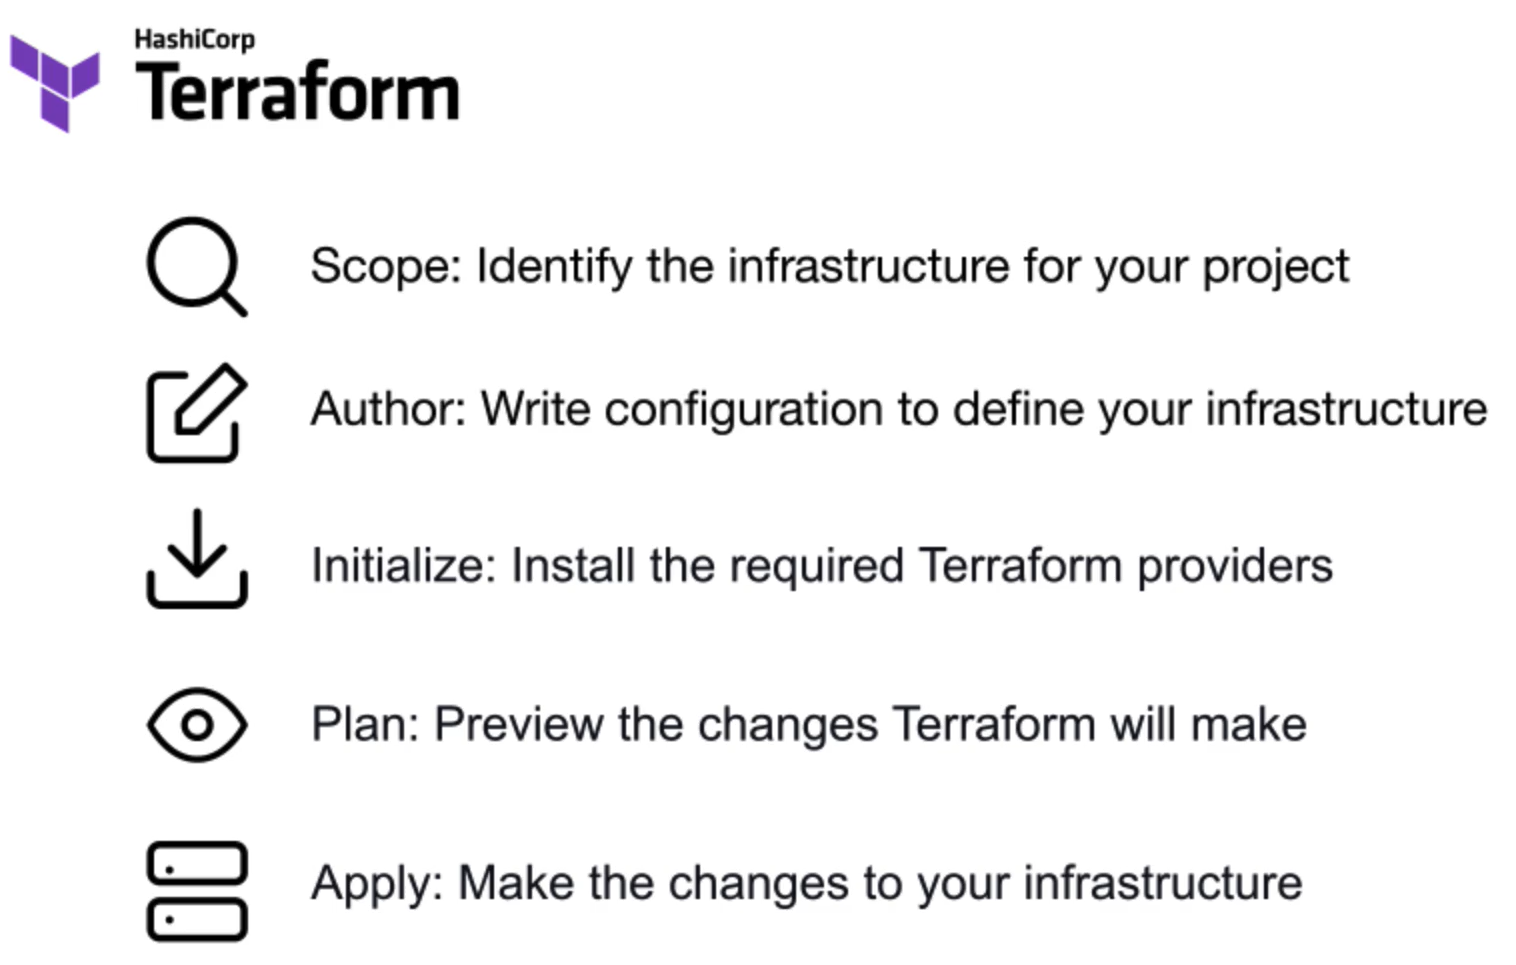 HashiCorp
Terraform
Scope: Identify the infrastructure for your project
Author: Write configuration to define your infrastructure
Initialize: Install the required Terraform providers
Plan: Preview the changes Terraform will make
Apply: Make the changes to your infrastructure